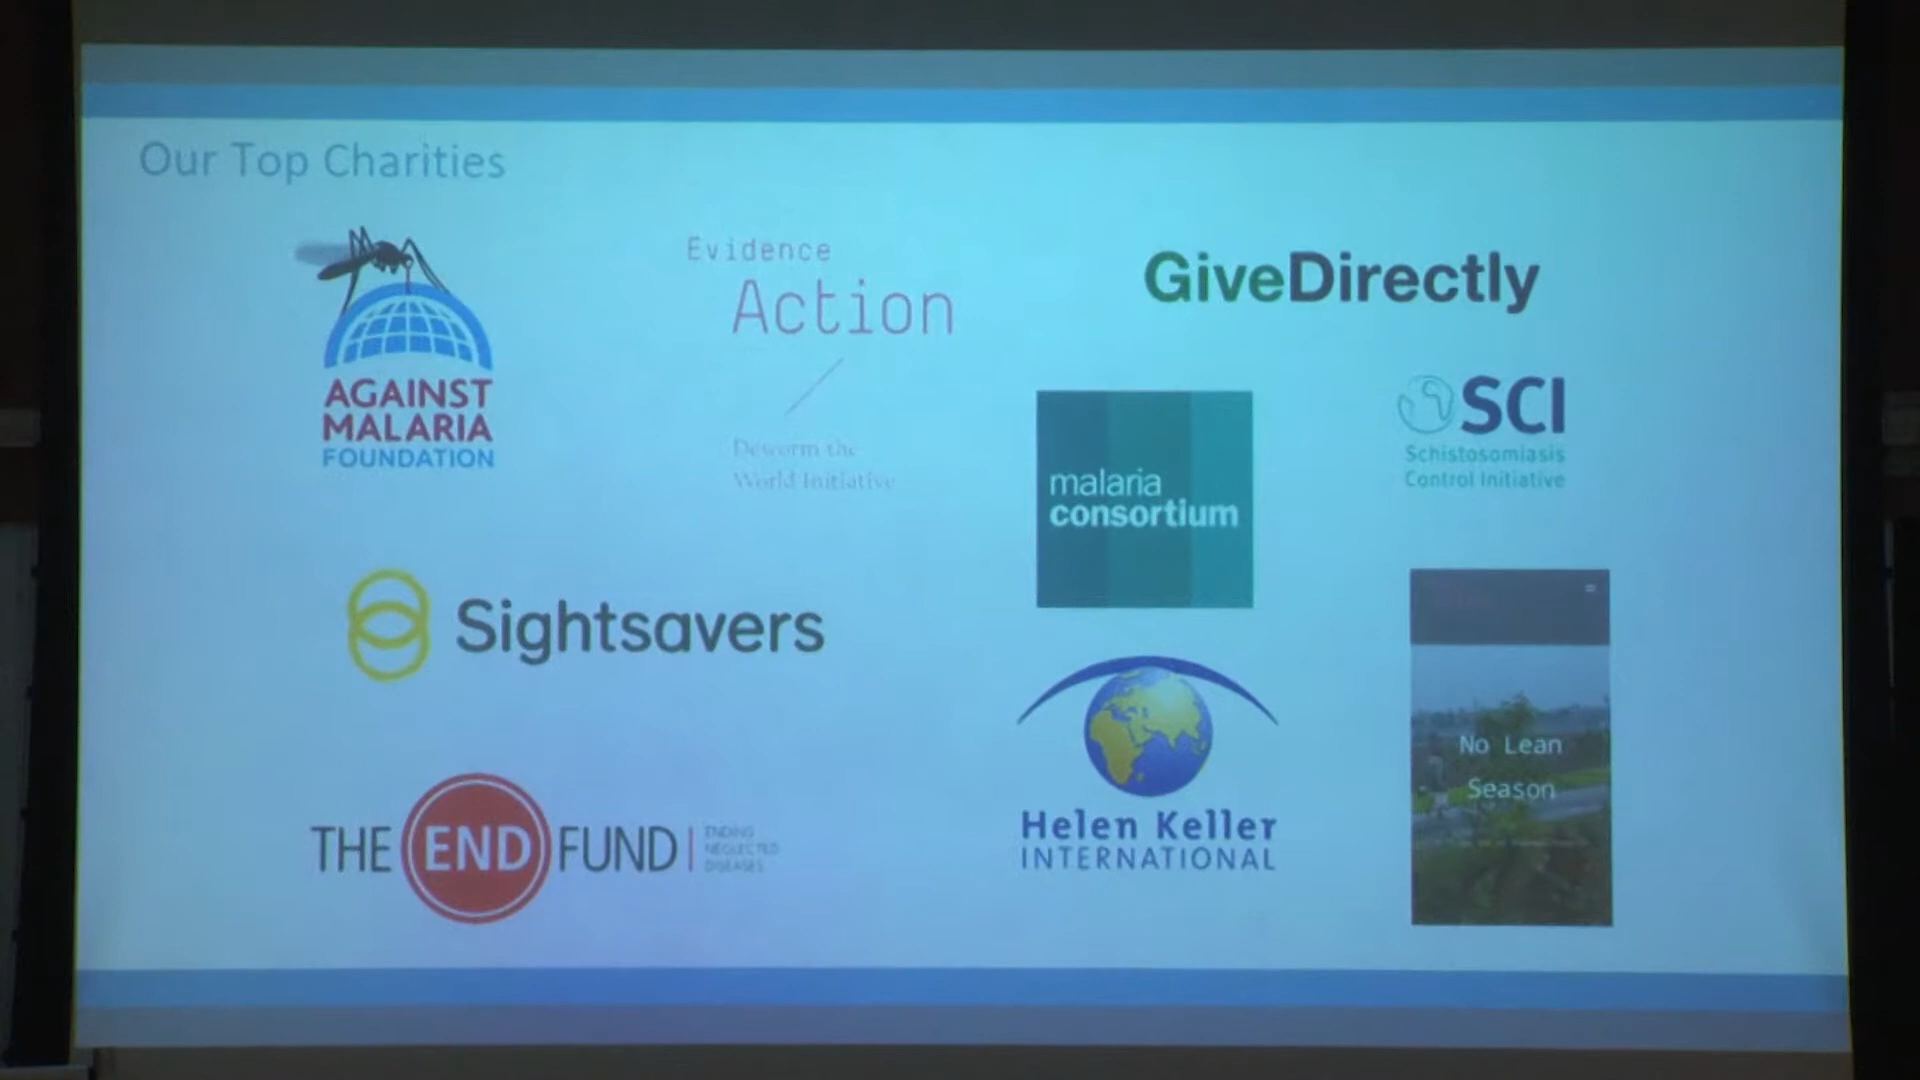 Our Top Charities
AGAINST
MALARIA
FOUNDATION
Evidence
Action
Deworm the
World Initiative
GiveDirectly
malaria
consortium
SCI
Schistosomiasis
Control Initiative
Sightsavers
Helen Keller
INTERNATIONAL
No Lean
Season
THE END FUND
ENDING
NEGLECTED
DISEASES